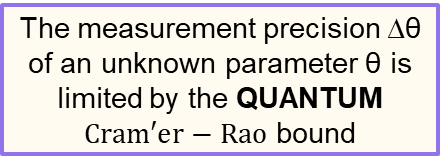 The measurement precision Δθ
of an unknown parameter θ is
limited by the QUANTUM
Cram′er − Rao bound